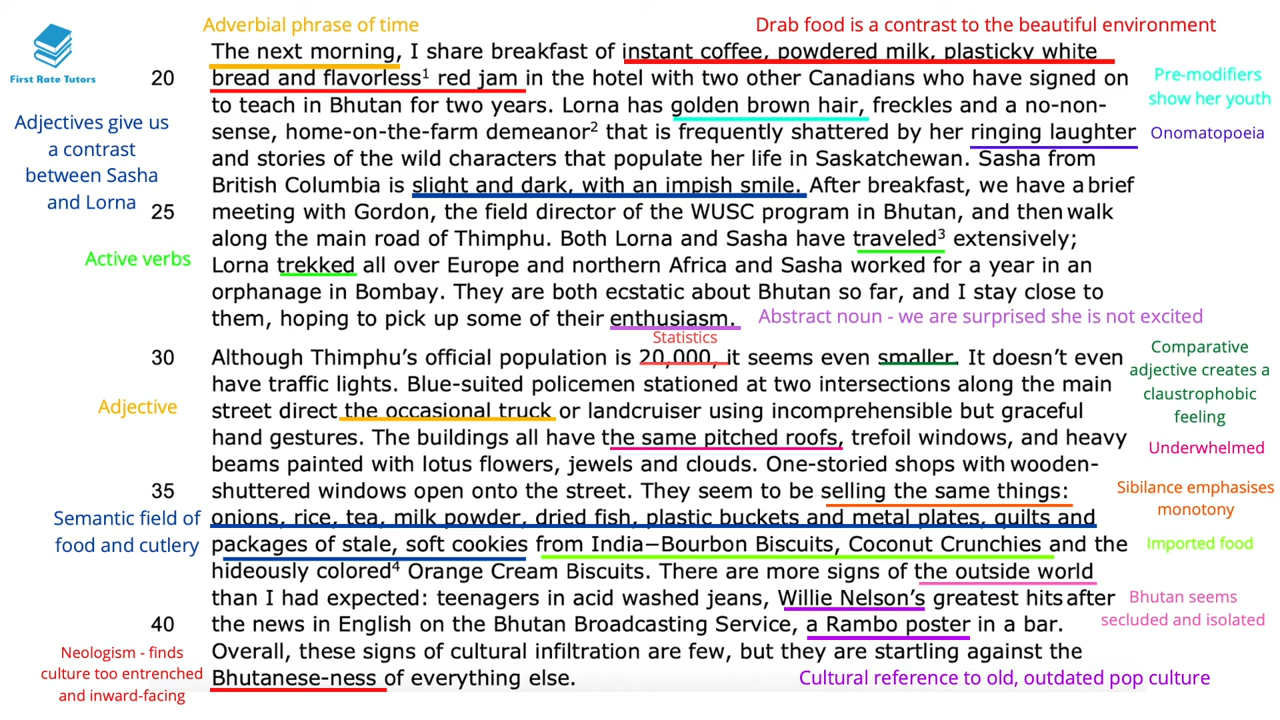 Adverbial phrase of time
Drab food is a contrast to the beautiful environment
First Rate Tutors
The next morning, I share breakfast of instant coffee, powdered milk, plasticky white
20 bread and flavorless¹ red jam in the hotel with two other Canadians who have signed on
Pre-modifiers
show her youth
to teach in Bhutan for two years. Lorna has golden brown hair, freckles and a no-non-
Adjectives give us
a contrast
between Sasha
and Lorna
sense, home-on-the-farm demeanor² that is frequently shattered by her ringing laughter
Onomatopoeia
and stories of the wild characters that populate her life in Saskatchewan. Sasha from
British Columbia is slight and dark, with an impish smile. After breakfast, we have a brief
25 meeting with Gordon, the field director of the WUSC program in Bhutan, and then walk
along the main road of Thimphu. Both Lorna and Sasha have traveled³ extensively;
Active verbs
Lorna trekked all over Europe and northern Africa and Sasha worked for a year in an
orphanage in Bombay. They are both ecstatic about Bhutan so far, and I stay close to
them, hoping to pick up some of their enthusiasm.
Abstract noun - we are surprised she is not excited
Statistics
30 Although Thimphu's official population is 20,000, it seems even smaller. It doesn't even
Comparative
adjective creates a
claustrophobic
feeling
have traffic lights. Blue-suited policemen stationed at two intersections along the main
Adjective
street direct the occasional truck or landcruiser using incomprehensible but graceful
hand gestures. The buildings all have the same pitched roofs, trefoil windows, and heavy
Underwhelmed
beams painted with lotus flowers, jewels and clouds. One-storied shops with wooden-
35 shuttered windows open onto the street. They seem to be selling the same things:
Sibilance emphasises
monotony
Semantic field of
food and cutlery
onions, rice, tea, milk powder, dried fish, plastic buckets and metal plates, quilts and
packages of stale, soft cookies from India—Bourbon Biscuits, Coconut Crunchies and the
Imported food
hideously colored⁴ Orange Cream Biscuits. There are more signs of the outside world
than I had expected: teenagers in acid washed jeans, Willie Nelson's greatest hits after
Bhutan seems
secluded and isolated
40 the news in English on the Bhutan Broadcasting Service, a Rambo poster in a bar.
Overall, these signs of cultural infiltration are few, but they are startling against the
Neologism - finds
culture too entrenched
and inward-facing
Bhutanese-ness of everything else.
Cultural reference to old, outdated pop culture